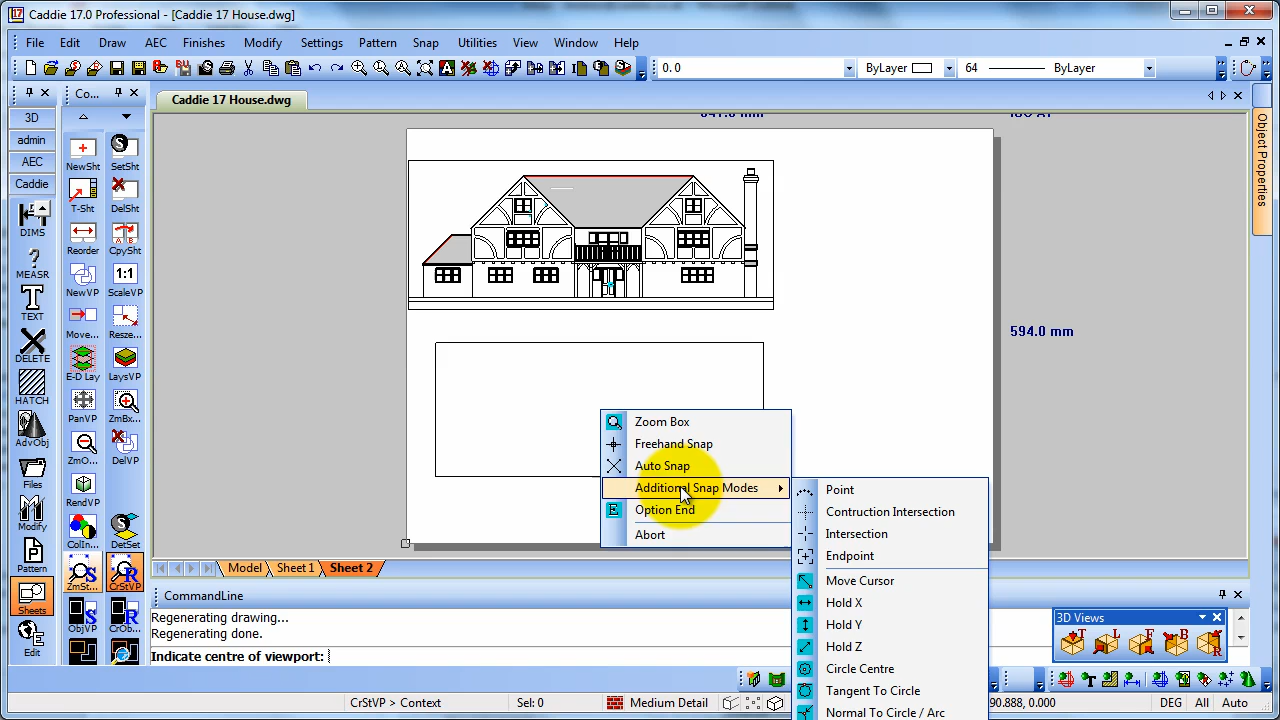 Caddie 17.0 Professional - [Caddie 17 House.dwg]
File Edit Draw AEC Finishes Modify Settings Pattern Snap Utilities View Window Help
0. 0 ByLayer 64 ByLayer
Co...
Caddie 17 House.dwg
3D
admin
AEC
Caddie
DIMS
MEASR
TEXT
DELETE
HATCH
AdvObj
Files
Modify
Pattern
Sheets
Edit
NewSht SetSht
T-Sht DelSht
Reorder CpySht
NewVP ScaleVP
Move... Resze...
E-D Lay LaysVP
PanVP ZmBx...
ZmO... DelVP
RendVP
ColIn... DetSet
ZmSt... CrStVP
ObjVP CrOb...
594.0 mm
Object Properties
Zoom Box
Freehand Snap
Auto Snap
Additional Snap Modes
Option End
Abort
Point
Contruction Intersection
Intersection
Endpoint
Move Cursor
Hold X
Hold Y
Hold Z
Circle Centre
Tangent To Circle
Normal To Circle / Arc
Model Sheet 1 Sheet 2
CommandLine
Regenerating drawing...
Regenerating done.
Indicate centre of viewport:
3D Views
CrStVP > Context Sel: 0 Medium Detail 90.888, 0.000 DEG All Auto